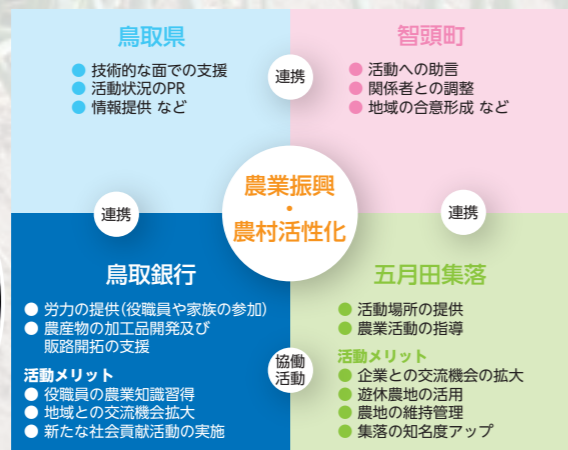 鳥取県
● 技術的な面での支援
● 活動状況のPR
● 情報提供 など
連携
智頭町
● 活動への助言
● 関係者との調整
● 地域の合意形成 など
連携
農業振興
・
農村活性化
連携
鳥取銀行
● 労力の提供(役職員や家族の参加)
● 農産物の加工品開発及び
販路開拓の支援
活動メリット
● 役職員の農業知識習得
● 地域との交流機会拡大
● 新たな社会貢献活動の実施
協働
活動
五月田集落
● 活動場所の提供
● 農業活動の指導
活動メリット
● 企業との交流機会の拡大
● 遊休農地の活用
● 農地の維持管理
● 集落の知名度アップ